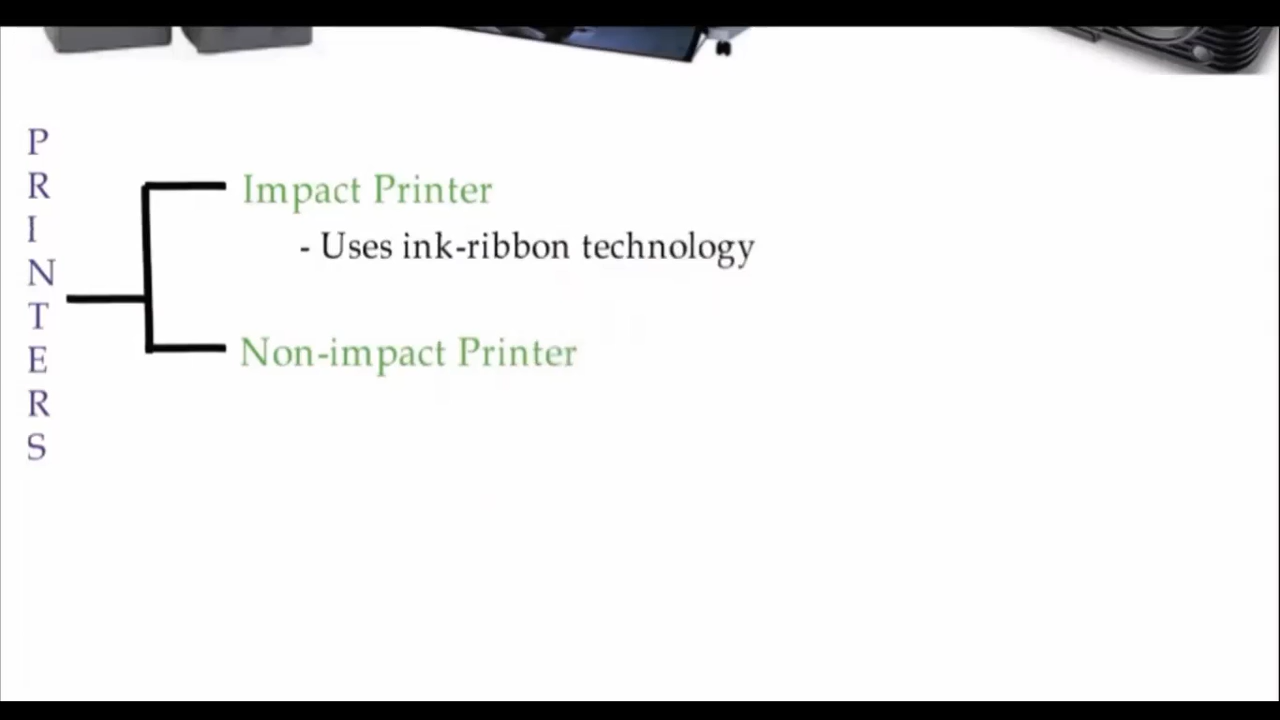 PRINTERS
Impact Printer
- Uses ink-ribbon technology
Non-impact Printer